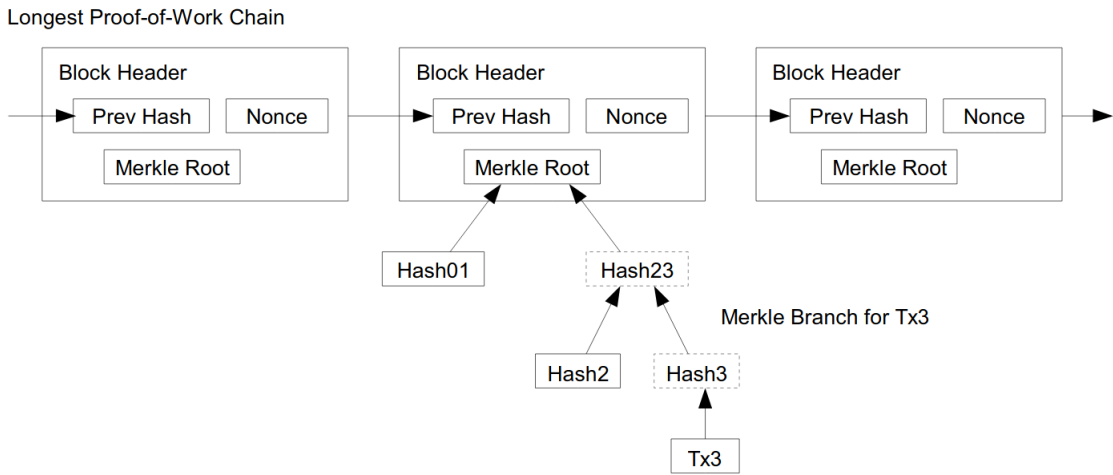 Longest Proof-of-Work Chain
Block Header
Prev Hash
Nonce
Merkle Root
Block Header
Prev Hash
Nonce
Merkle Root
Block Header
Prev Hash
Nonce
Merkle Root
Hash01
Hash23
Merkle Branch for Tx3
Hash2
Hash3
Tx3